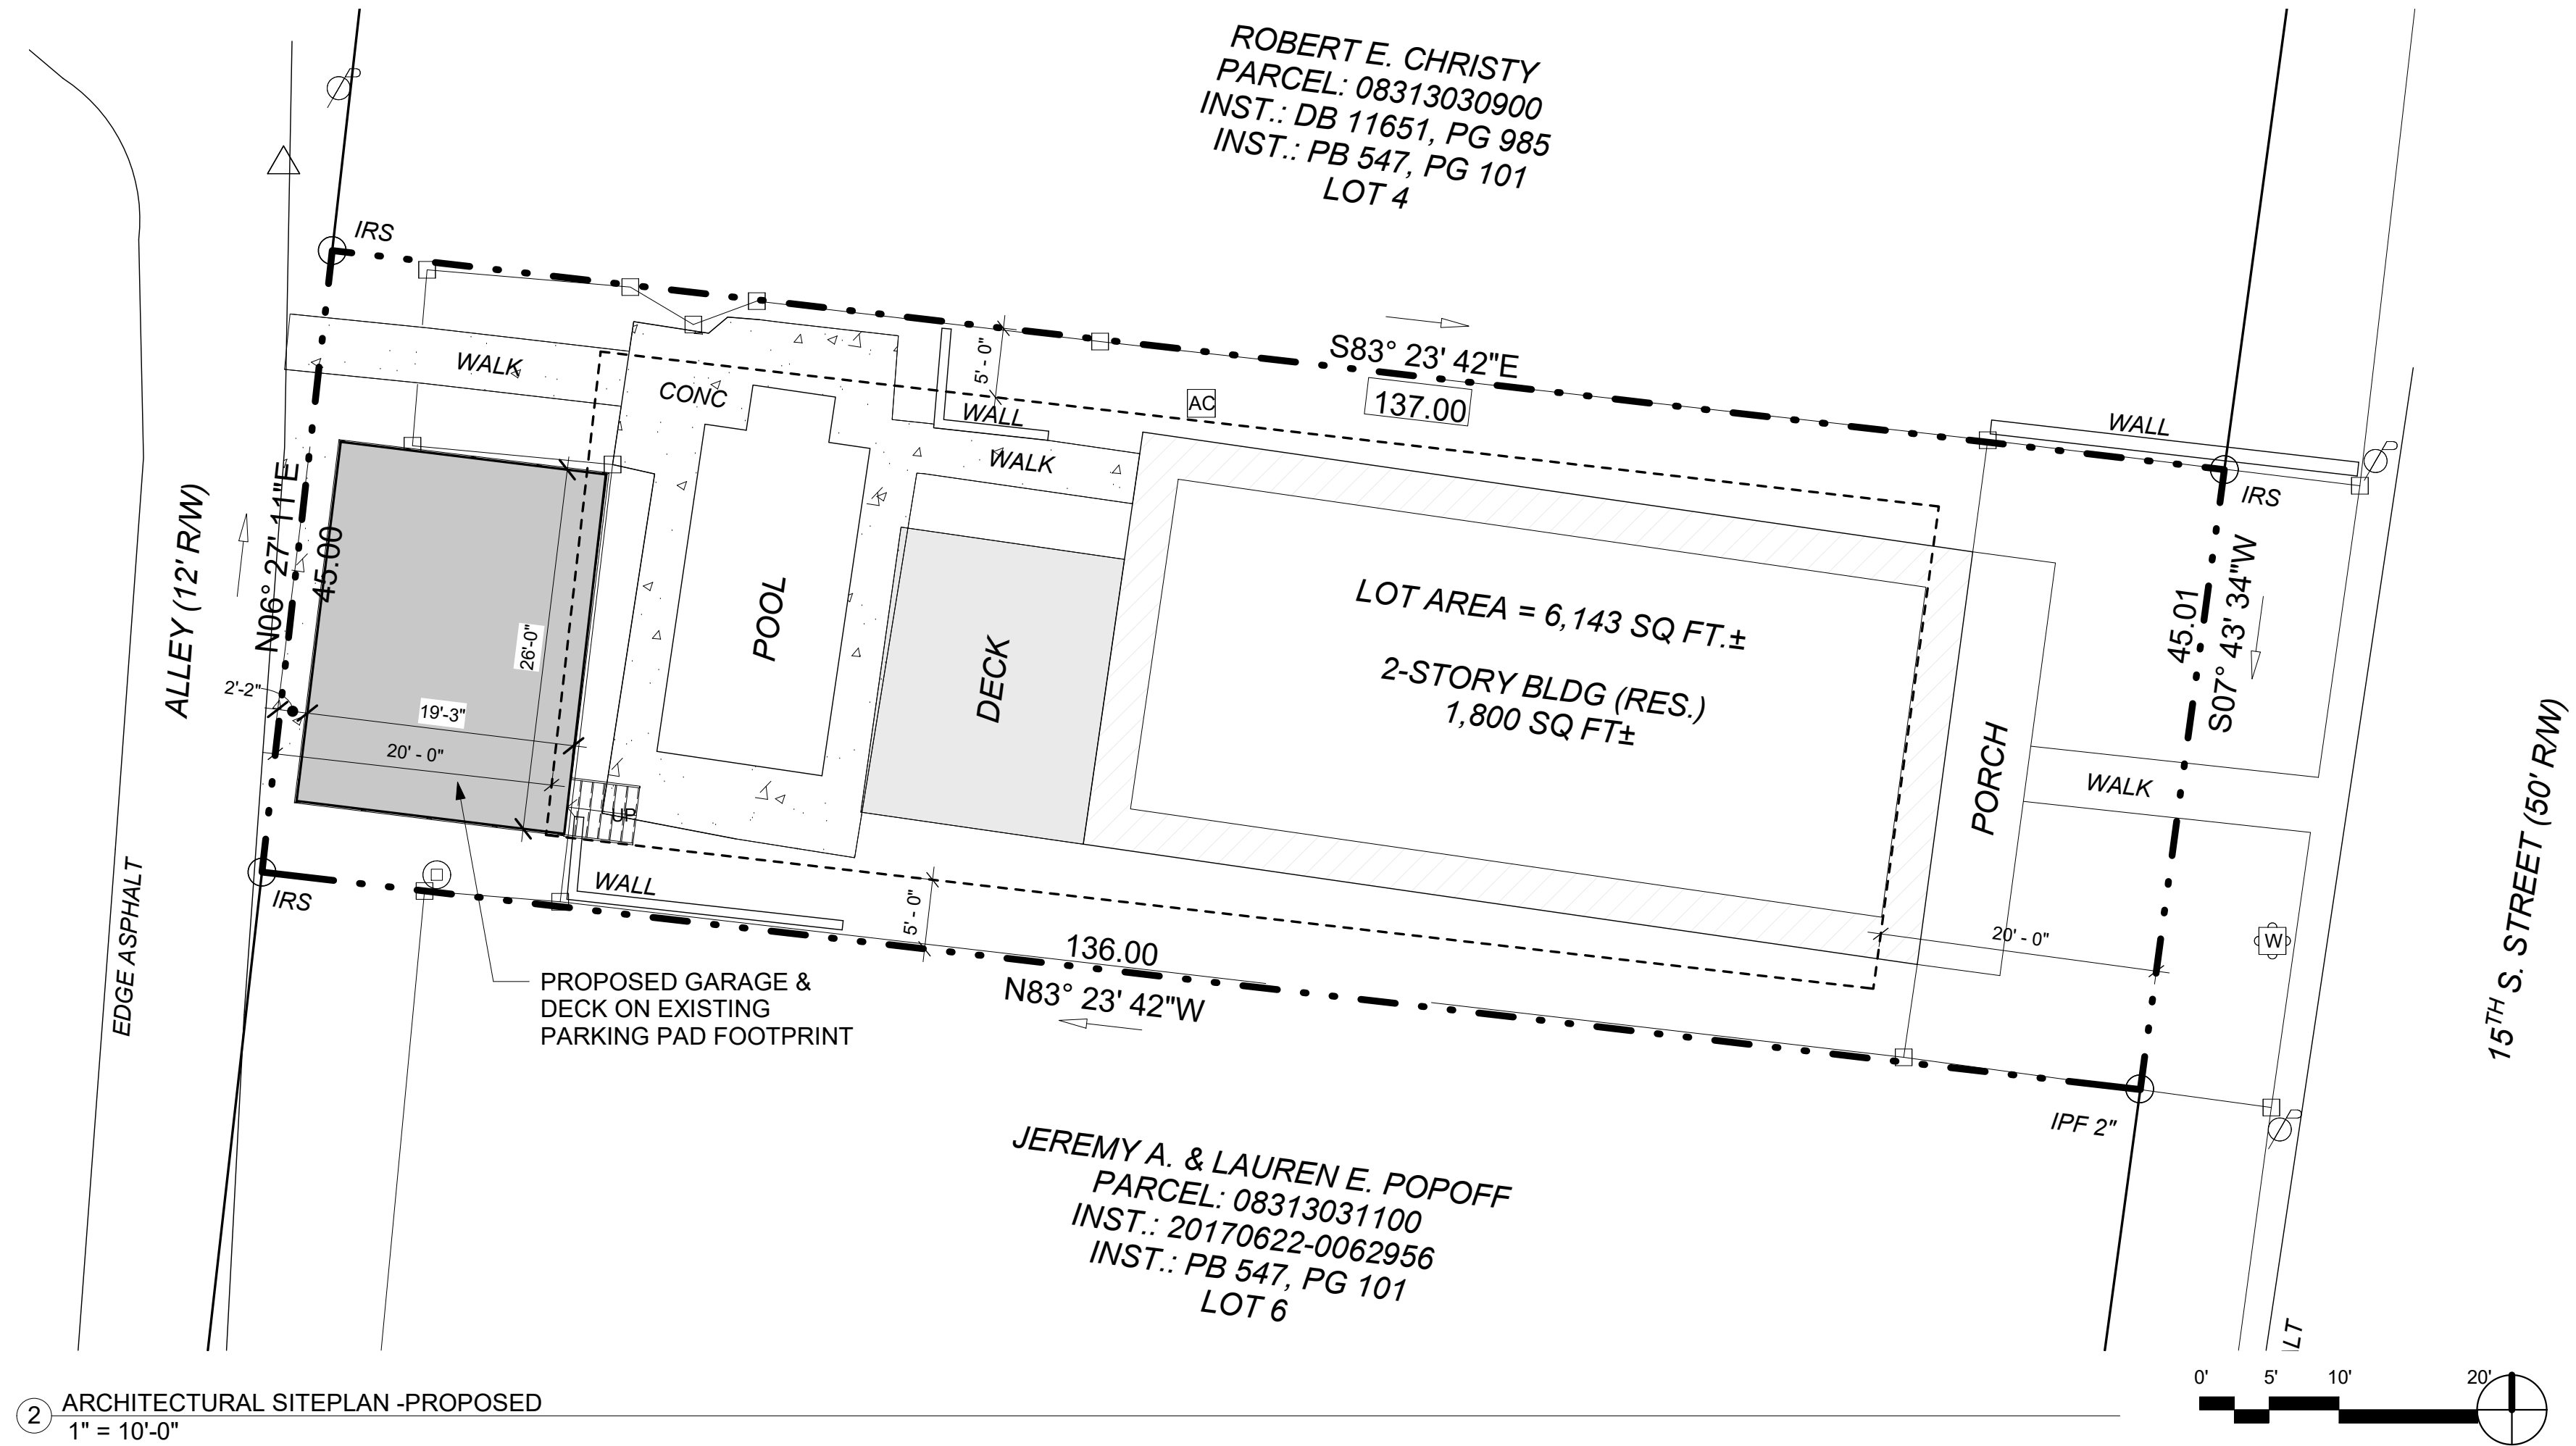 ROBERT E. CHRISTY
PARCEL: 08313030900
INST.: DB 11651, PG 985
INST.: PB 547, PG 101
LOT 4
IRS
S83° 23' 42"E
137.00
WALK
CONC
5' - 0"
WALL
AC
WALK
WALL
IRS
ALLEY (12' R/W)
N06° 27' 11"E
45.00
POOL
DECK
LOT AREA = 6,143 SQ FT.±
2-STORY BLDG (RES.)
1,800 SQ FT±
PORCH
45.01
S07° 43' 34"W
WALK
26'-0"
2'-2"
19'-3"
20' - 0"
UP
WALL
5' - 0"
IRS
EDGE ASPHALT
136.00
N83° 23' 42"W
20' - 0"
W
15TH S. STREET (50' R/W)
PROPOSED GARAGE &
DECK ON EXISTING
PARKING PAD FOOTPRINT
IPF 2"
JEREMY A. & LAUREN E. POPOFF
PARCEL: 08313031100
INST.: 20170622-0062956
INST.: PB 547, PG 101
LOT 6
LT
2
ARCHITECTURAL SITEPLAN -PROPOSED
1" = 10'-0"
0' 5' 10' 20'